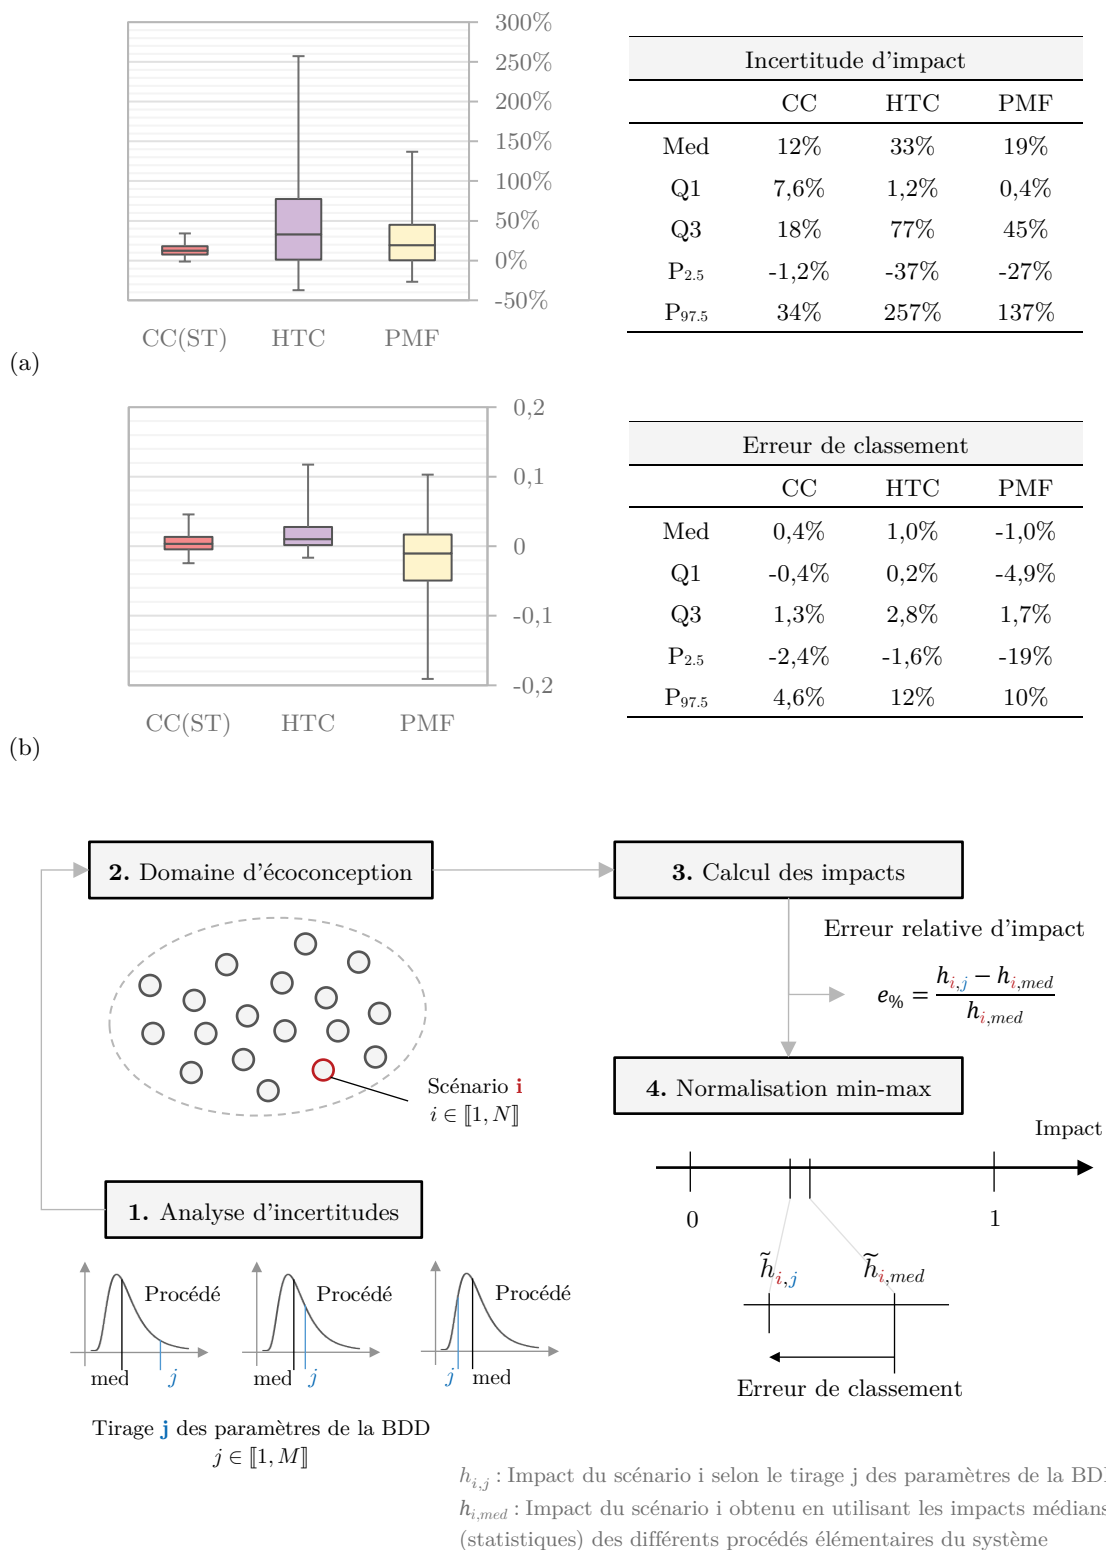 300%
250%
200%
150%
100%
50%
0%
-50%
CC(ST) HTC PMF
(a)
Incertitude d'impact
CC HTC PMF
Med 12% 33% 19%
Q1 7,6% 1,2% 0,4%
Q3 18% 77% 45%
P2.5 -1,2% -37% -27%
P97.5 34% 257% 137%
0,2
0,1
0
-0,1
-0,2
CC(ST) HTC PMF
(b)
Erreur de classement
CC HTC PMF
Med 0,4% 1,0% -1,0%
Q1 -0,4% 0,2% -4,9%
Q3 1,3% 2,8% 1,7%
P2.5 -2,4% -1,6% -19%
P97.5 4,6% 12% 10%
2. Domaine d'écoconception
Scénario i
i ∈ ⟦1, N⟧
1. Analyse d'incertitudes
Procédé Procédé Procédé
med j med j j med
Tirage j des paramètres de la BDD
j ∈ ⟦1, M⟧
3. Calcul des impacts
Erreur relative d'impact
e% = (h_i,j − h_i,med) / h_i,med
4. Normalisation min-max
Impact
0 1
h̃_i,j h̃_i,med
Erreur de classement
h_i,j : Impact du scénario i selon le tirage j des paramètres de la BD
h_i,med : Impact du scénario i obtenu en utilisant les impacts médians
(statistiques) des différents procédés élémentaires du système